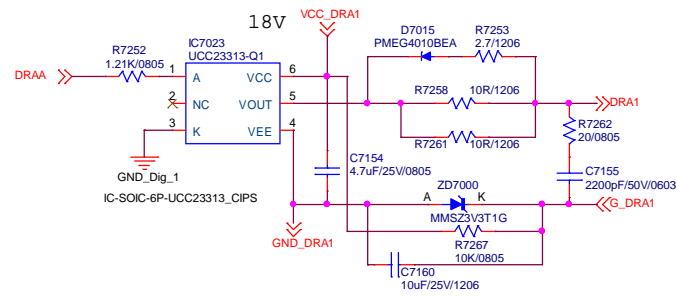 18V
VCC_DRA1
D7015
PMEG4010BEA
R7253
2.7/1206
IC7023
UCC23313-Q1
R7252
1.21K/0805
DRAA
1
A
VCC
6
2
NC
VOUT
5
3
K
VEE
4
R7258
10R/1206
DRA1
R7261
10R/1206
R7262
20/0805
GND_Dig_1
IC-SOIC-6P-UCC23313_CIPS
C7154
4.7uF/25V/0805
C7155
2200pF/50V/0603
ZD7000
A
K
MMSZ3V3T1G
G_DRA1
GND_DRA1
R7267
10K/0805
C7160
10uF/25V/1206